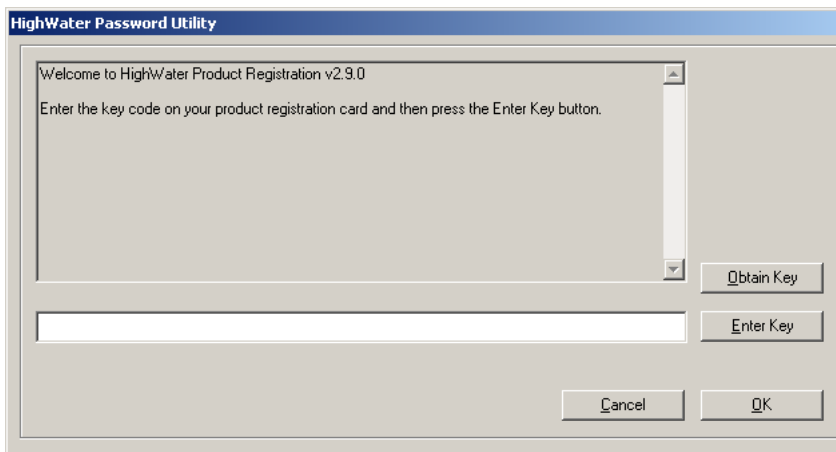 HighWater Password Utility
Welcome to HighWater Product Registration v2.9.0
Enter the key code on your product registration card and then press the Enter Key button.
Obtain Key
Enter Key
Cancel
OK